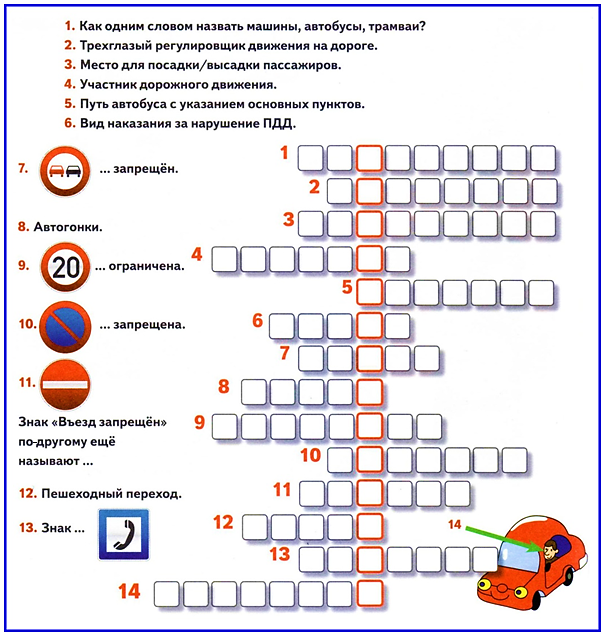 1. Как одним словом назвать машины, автобусы, трамваи?
2. Трехглазый регулировщик движения на дороге.
3. Место для посадки/высадки пассажиров.
4. Участник дорожного движения.
5. Путь автобуса с указанием основных пунктов.
6. Вид наказания за нарушение ПДД.
7. ... запрещён.
8. Автогонки.
9. 20 ... ограничена.
10. ... запрещена.
11.
Знак «Въезд запрещён»
по-другому ещё
называют ...
12. Пешеходный переход.
13. Знак ...
1
2
3
4
5
6
7
8
9
10
11
12
13
14
14